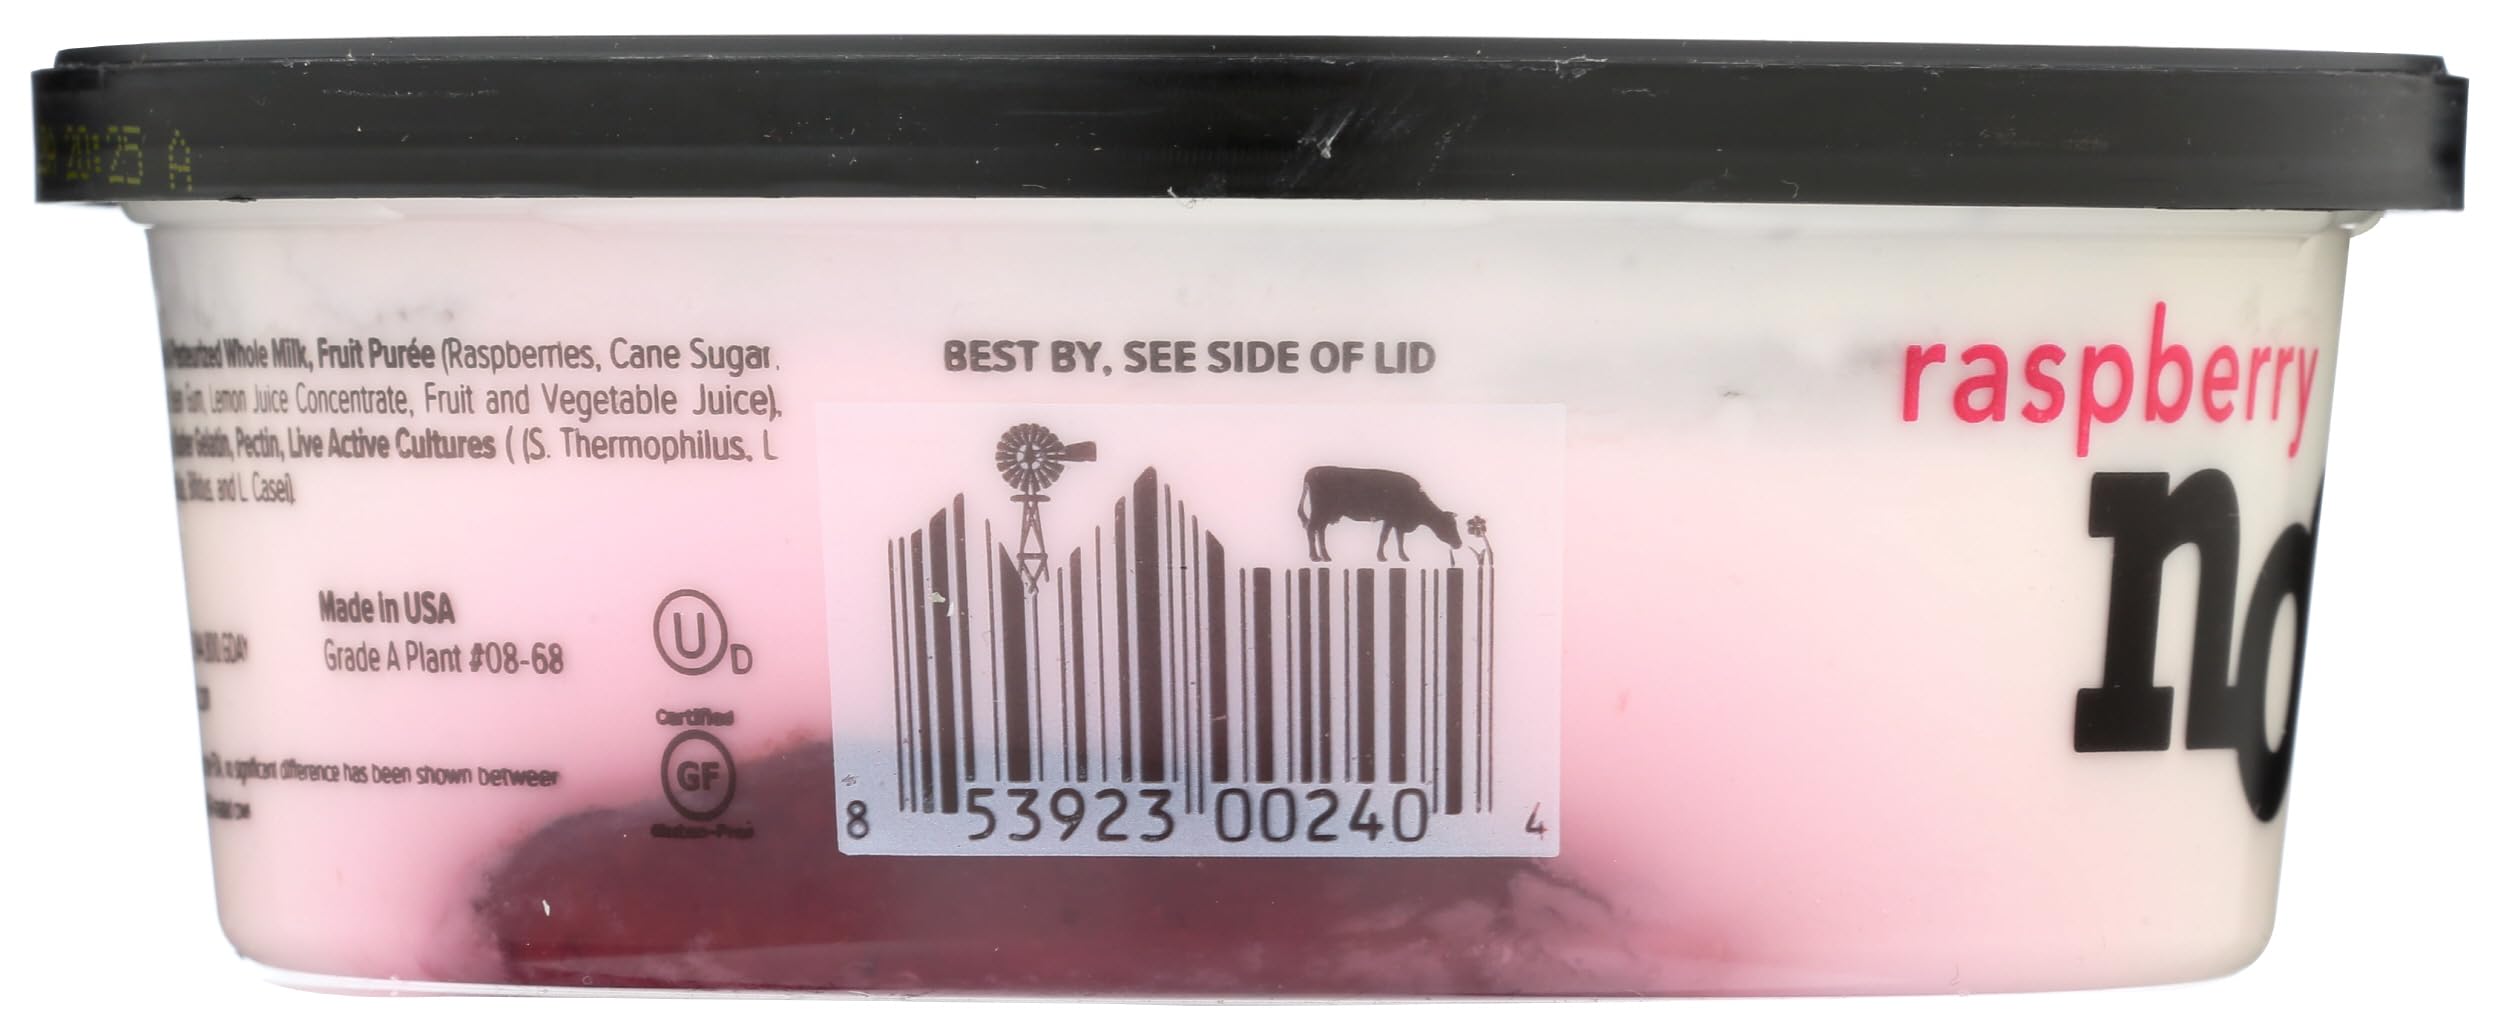 20:25 A
Whole Milk, Fruit Purée (Raspberries, Cane Sugar,
Lemon Juice Concentrate, Fruit and Vegetable Juice),
Gelatin, Pectin, Live Active Cultures ( (S. Thermophilus, L
and L. Casei).
BEST BY, SEE SIDE OF LID
raspberry
no
Made in USA
Grade A Plant #08-68
U D
Certified
GF
Gluten-Free
significant difference has been shown between
8 53923 00240 4